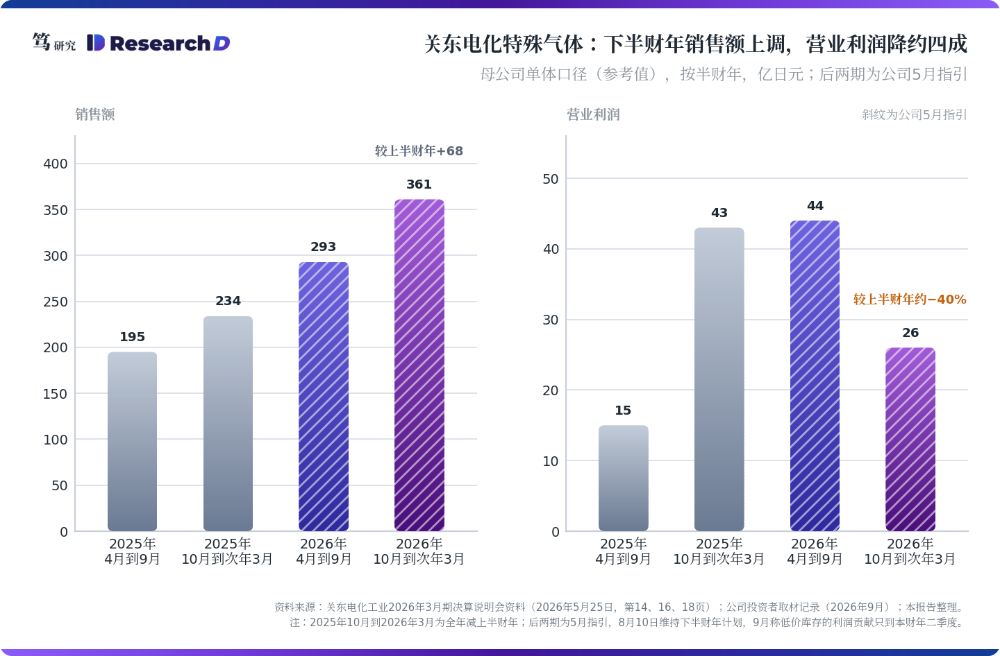 笃 研究 ResearchD
关东电化特殊气体：下半财年销售额上调，营业利润降约四成
母公司单体口径（参考值），按半财年，亿日元；后两期为公司5月指引
销售额
较上半财年+68
400
350
300
250
200
150
100
50
0
195
234
293
361
2025年
4月到9月
2025年
10月到次年3月
2026年
4月到9月
2026年
10月到次年3月
营业利润
斜纹为公司5月指引
50
40
30
20
10
0
15
43
44
较上半财年约−40%
26
2025年
4月到9月
2025年
10月到次年3月
2026年
4月到9月
2026年
10月到次年3月
资料来源：关东电化工业2026年3月期决算说明会资料（2026年5月25日，第14、16、18页）；公司投资者取材记录（2026年9月）；本报告整理。
注：2025年10月到2026年3月为全年减上半财年；后两期为5月指引，8月10日维持下半财年计划，9月称低价库存的利润贡献只到本财年二季度。